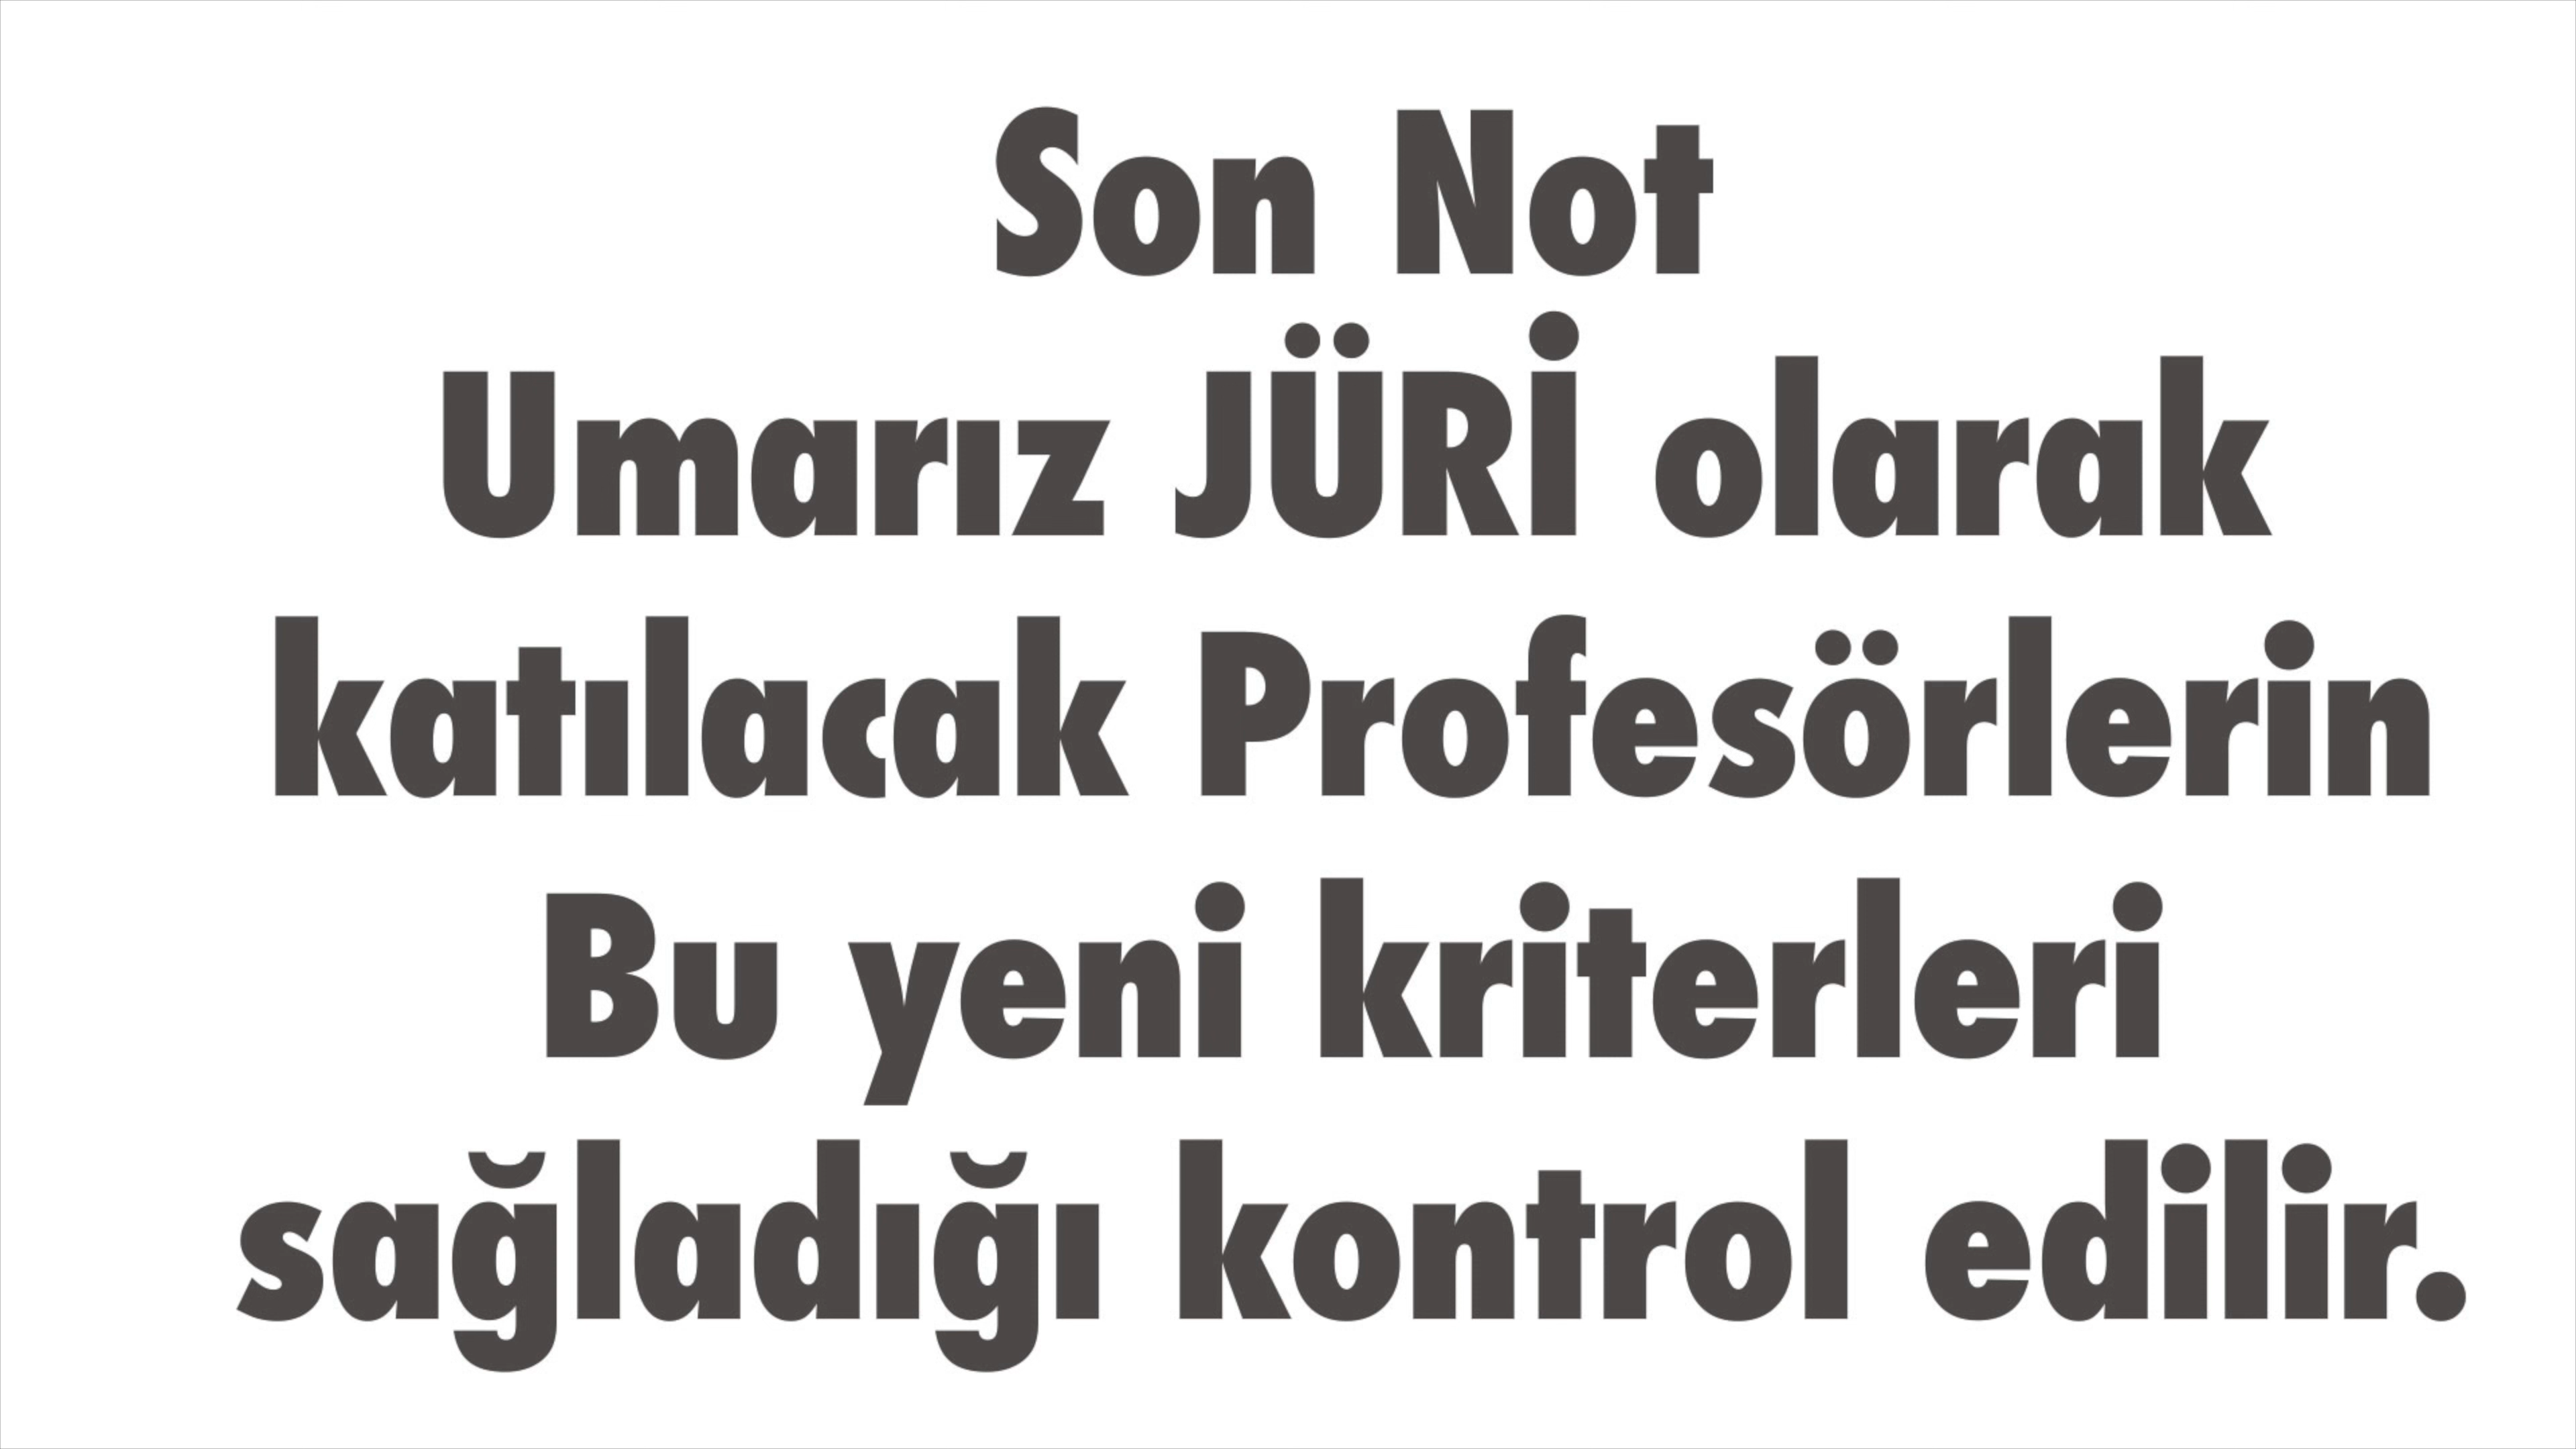 Son Not
Umarız JÜRİ olarak
katılacak Profesörlerin
Bu yeni kriterleri
sağladığı kontrol edilir.